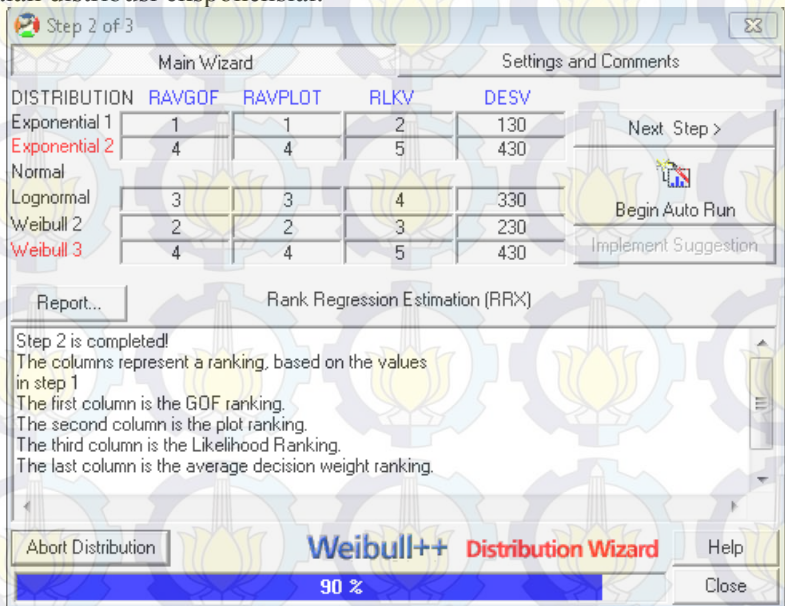 distribusi eksponensial.
Step 2 of 3
Main Wizard Settings and Comments
DISTRIBUTION RAVGOF RAVPLOT RLKV DESV
Exponential 1 1 1 2 130
Next Step >
Exponential 2 4 4 5 430
Normal
Lognormal 3 3 4 330
Begin Auto Run
Weibull 2 2 2 3 230
Implement Suggestion
Weibull 3 4 4 5 430
Report... Rank Regression Estimation (RRX)
Step 2 is completed!
The columns represent a ranking, based on the values
in step 1
The first column is the GOF ranking.
The second column is the plot ranking.
The third column is the Likelihood Ranking.
The last column is the average decision weight ranking.
Abort Distribution Weibull++ Distribution Wizard Help
90 % Close